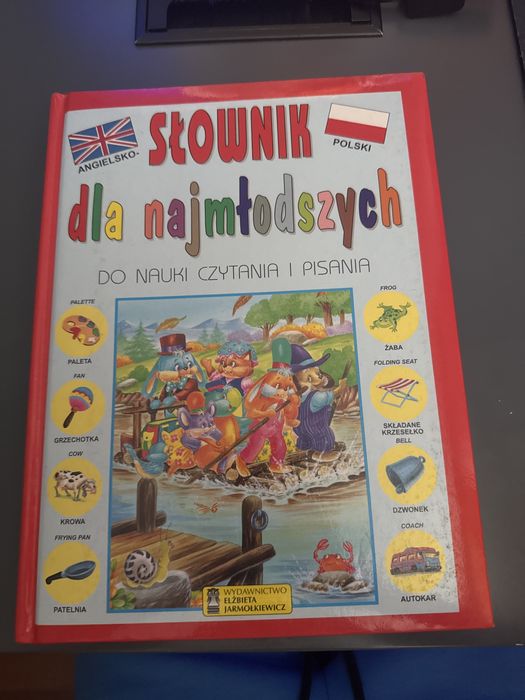 SŁOWNIK
ANGIELSKO-
POLSKI
dla najmłodszych
DO NAUKI CZYTANIA I PISANIA
PALETTE
PALETA
FAN
GRZECHOTKA
COW
KROWA
FRYING PAN
PATELNIA
FROG
ŻABA
FOLDING SEAT
SKŁADANE
KRZESEŁKO
BELL
DZWONEK
COACH
AUTOKAR
WYDAWNICTWO
ELŻBIETA
JARMOŁKIEWICZ